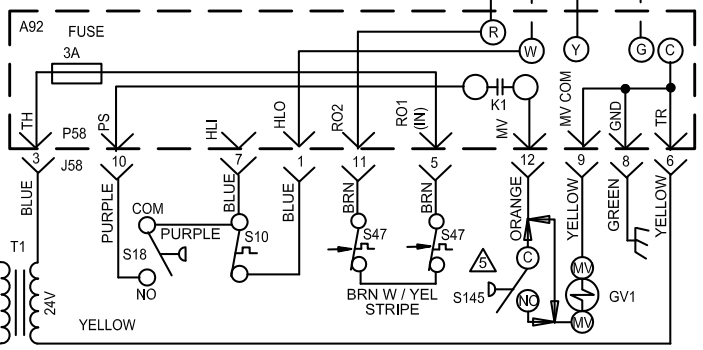 A92
FUSE
3A
R
W
Y
G
C
K1
TH
PS
HLI
HLO
RO2
RO1
(IN)
MV
MV COM
GND
TR
P58
J58
3
10
7
1
11
5
12
9
8
6
BLUE
PURPLE
BLUE
BLUE
BRN
BRN
ORANGE
YELLOW
GREEN
YELLOW
COM
PURPLE
S10
S47
S47
T1
S18
NO
24V
5
C
S145
NO
MV
GV1
MV
BRN W / YEL
STRIPE
YELLOW